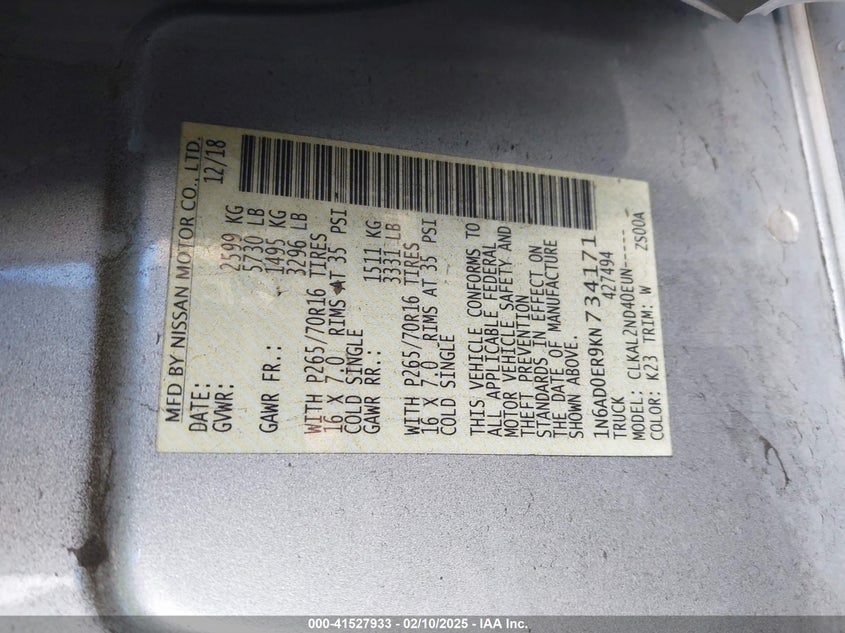 MFD BY NISSAN MOTOR CO., LTD.
DATE: 12/18
GVWR: 2599 KG
5730 LB
GAWR FR.: 1495 KG
3296 LB
WITH P265/70R16 TIRES
16 X 7.0 RIMS AT 35 PSI
COLD SINGLE
GAWR RR.: 1511 KG
3331 LB
WITH P265/70R16 TIRES
16 X 7.0 RIMS AT 35 PSI
COLD SINGLE
THIS VEHICLE CONFORMS TO
ALL APPLICABLE FEDERAL
MOTOR VEHICLE SAFETY AND
THEFT PREVENTION
STANDARDS IN EFFECT ON
THE DATE OF MANUFACTURE
SHOWN ABOVE.
1N6AD0ER9KN734171
TRUCK 427494
MODEL: CLKAL2ND40EUN-----
COLOR: K23 TRIM: W ZS00A
000-41527933 - 02/10/2025 - IAA Inc.